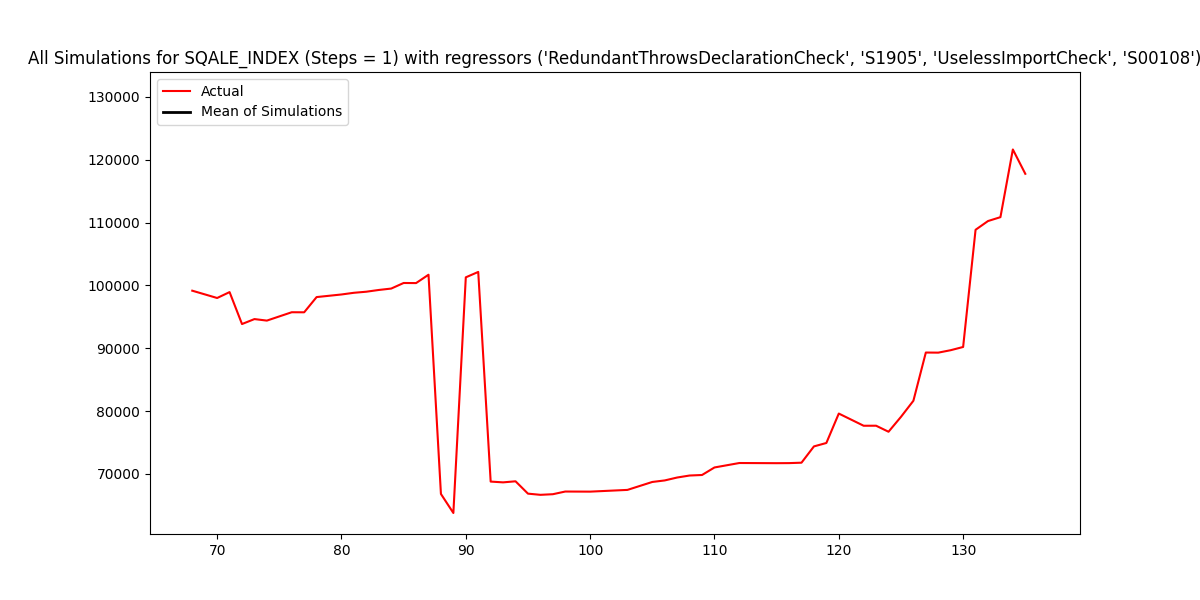 All Simulations for SQALE_INDEX (Steps = 1) with regressors ('RedundantThrowsDeclarationCheck', 'S1905', 'UselessImportCheck', 'S00108')
Actual
Mean of Simulations
130000
120000
110000
100000
90000
80000
70000
70 80 90 100 110 120 130